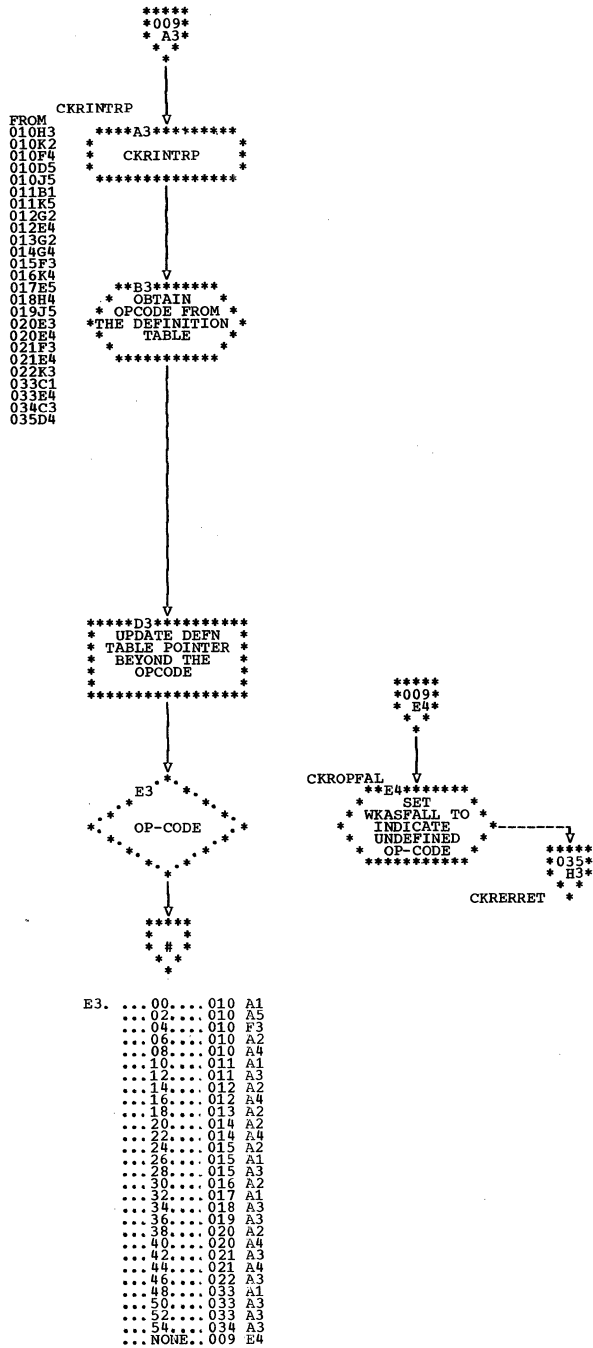 *****
*009*
* A3*
* *
*
CKRINTRP
FROM
010H3
010K2
010F4
010D5
010J5
011B1
011K5
012G2
012E4
013G2
014G4
015F3
016K4
017E5
018H4
019J5
020E3
020E4
021F3
021E4
022K3
033C1
033E4
034C3
035D4
****A3*********
* *
* CKRINTRP *
* *
***************
**B3*******
* OBTAIN *
* OPCODE FROM *
*THE DEFINITION *
* TABLE *
* *
***********
*****D3**********
* UPDATE DEFN *
* TABLE POINTER *
* BEYOND THE *
* OPCODE *
* *
*****************
E3
OP-CODE
*****
* *
* # *
* *
*
*****
*009*
* E4*
* *
*
CKROPFAL
**E4*******
* SET *
* WKASFALL TO *
* INDICATE *
* UNDEFINED *
* OP-CODE *
***********
*****
*035*
* H3*
* *
*
CKRERRET
E3. ...00....010 A1
...02....010 A5
...04....010 F3
...06....010 A2
...08....010 A4
...10....011 A1
...12....011 A3
...14....012 A2
...16....012 A4
...18....013 A2
...20....014 A2
...22....014 A4
...24....015 A2
...26....015 A1
...28....015 A3
...30....016 A2
...32....017 A1
...34....018 A3
...36....019 A3
...38....020 A2
...40....020 A4
...42....021 A3
...44....021 A4
...46....022 A3
...48....033 A1
...50....033 A3
...52....033 A3
...54....034 A3
...NONE..009 E4